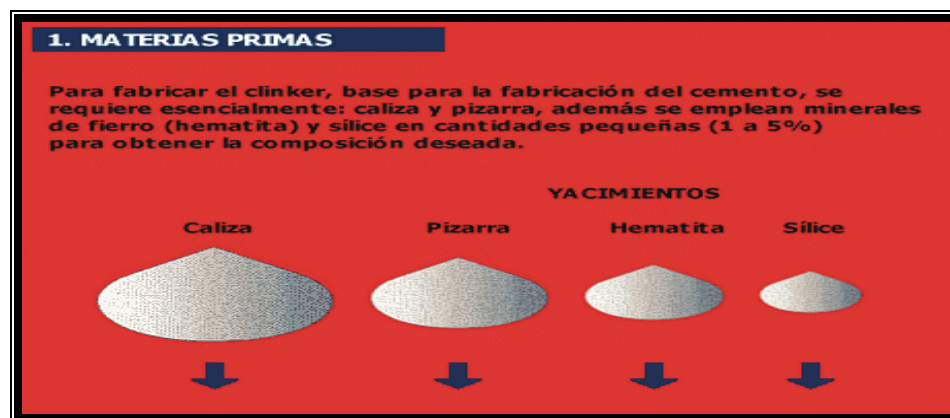 1. MATERIAS PRIMAS
Para fabricar el clinker, base para la fabricación del cemento, se
requiere esencialmente: caliza y pizarra, además se emplean minerales
de fierro (hematita) y sílice en cantidades pequeñas (1 a 5%)
para obtener la composición deseada.
YACIMIENTOS
Caliza Pizarra Hematita Sílice